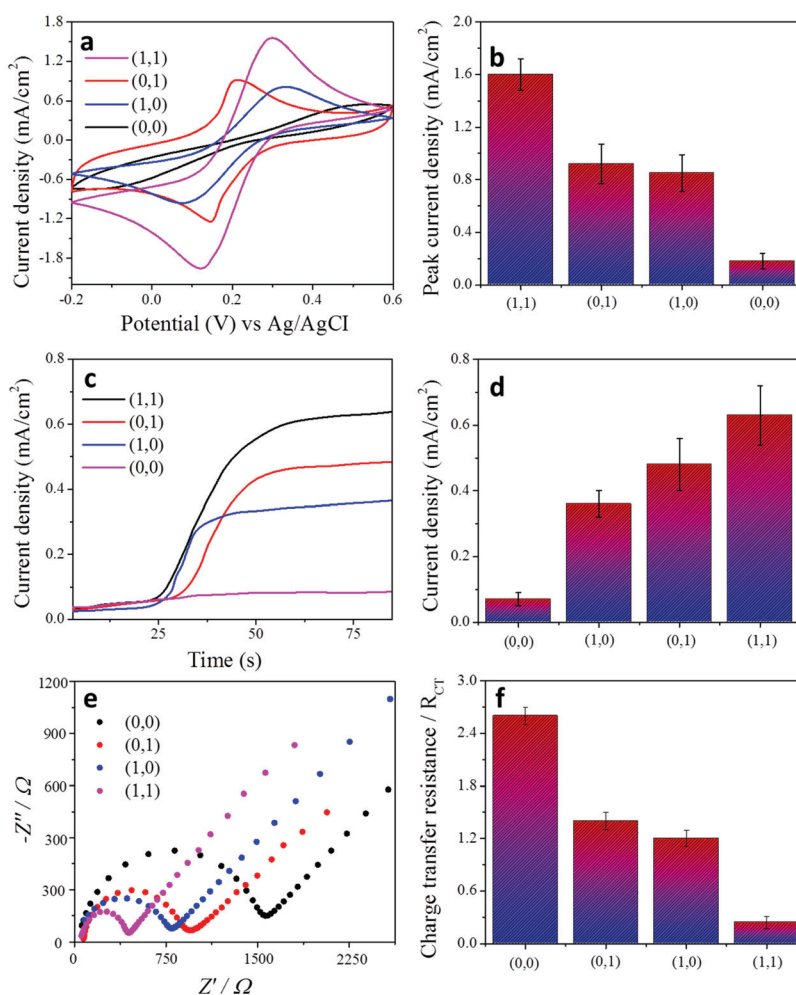 a
(1,1)
(0,1)
(1,0)
(0,0)
Current density (mA/cm²)
1.8
1.2
0.6
0.0
-0.6
-1.2
-1.8
-0.2 0.0 0.2 0.4 0.6
Potential (V) vs Ag/AgCI
b
Peak current density (mA/cm²)
2.0
1.6
1.2
0.8
0.4
0.0
(1,1) (0,1) (1,0) (0,0)
c
(1,1)
(0,1)
(1,0)
(0,0)
Current density (mA/cm²)
0.8
0.6
0.4
0.2
0.0
25 50 75
Time (s)
d
Current density (mA/cm²)
0.8
0.6
0.4
0.2
0.0
(0,0) (1,0) (0,1) (1,1)
e
(0,0)
(0,1)
(1,0)
(1,1)
-Z″ / Ω
1200
900
600
300
300
0
0 750 1500 2250
Z′ / Ω
f
Charge transfer resistance / R_CT
3.0
2.4
1.8
1.2
0.6
0.0
(0,0) (0,1) (1,0) (1,1)